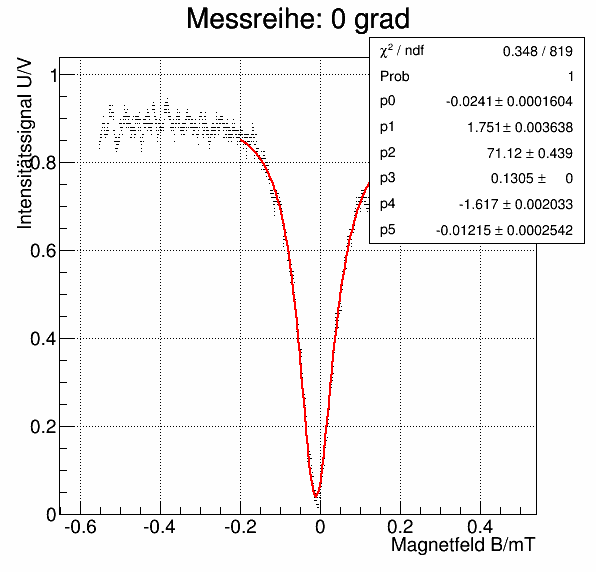 Messreihe: 0 grad
χ² / ndf 0.348 / 819
Prob 1
p0 -0.0241 ± 0.0001604
p1 1.751 ± 0.003638
p2 71.12 ± 0.439
p3 0.1305 ± 0
p4 -1.617 ± 0.002033
p5 -0.01215 ± 0.0002542
Intensitätssignal U/V
1
0.8
0.6
0.4
0.2
0
-0.6 -0.4 -0.2 0 0.2 0.4
Magnetfeld B/mT